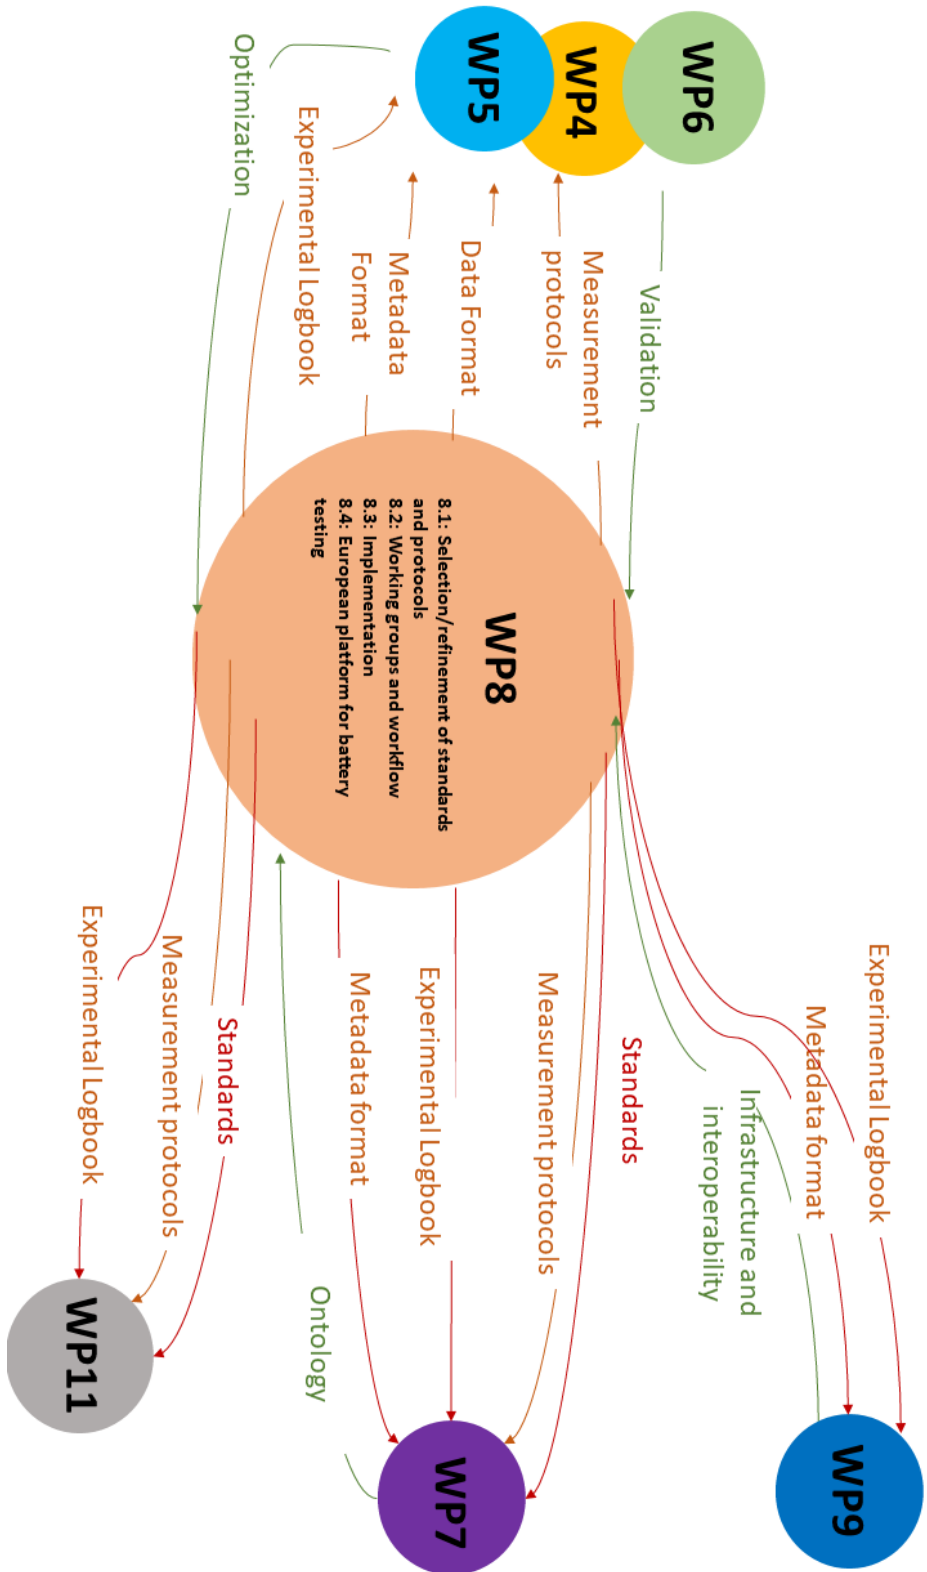 WP6
WP4
WP5
Validation
Measurement
protocols
Data Format
Metadata
Format
Experimental Logbook
Optimization
WP8
8.1: Selection/refinement of standards
and protocols
8.2: Working groups and workflow
8.3: Implementation
8.4: European platform for battery
testing
Experimental Logbook
Metadata format
Infrastructure and
interoperability
WP9
Standards
Measurement protocols
Experimental Logbook
Metadata format
Ontology
WP7
Standards
Measurement protocols
Experimental Logbook
WP11